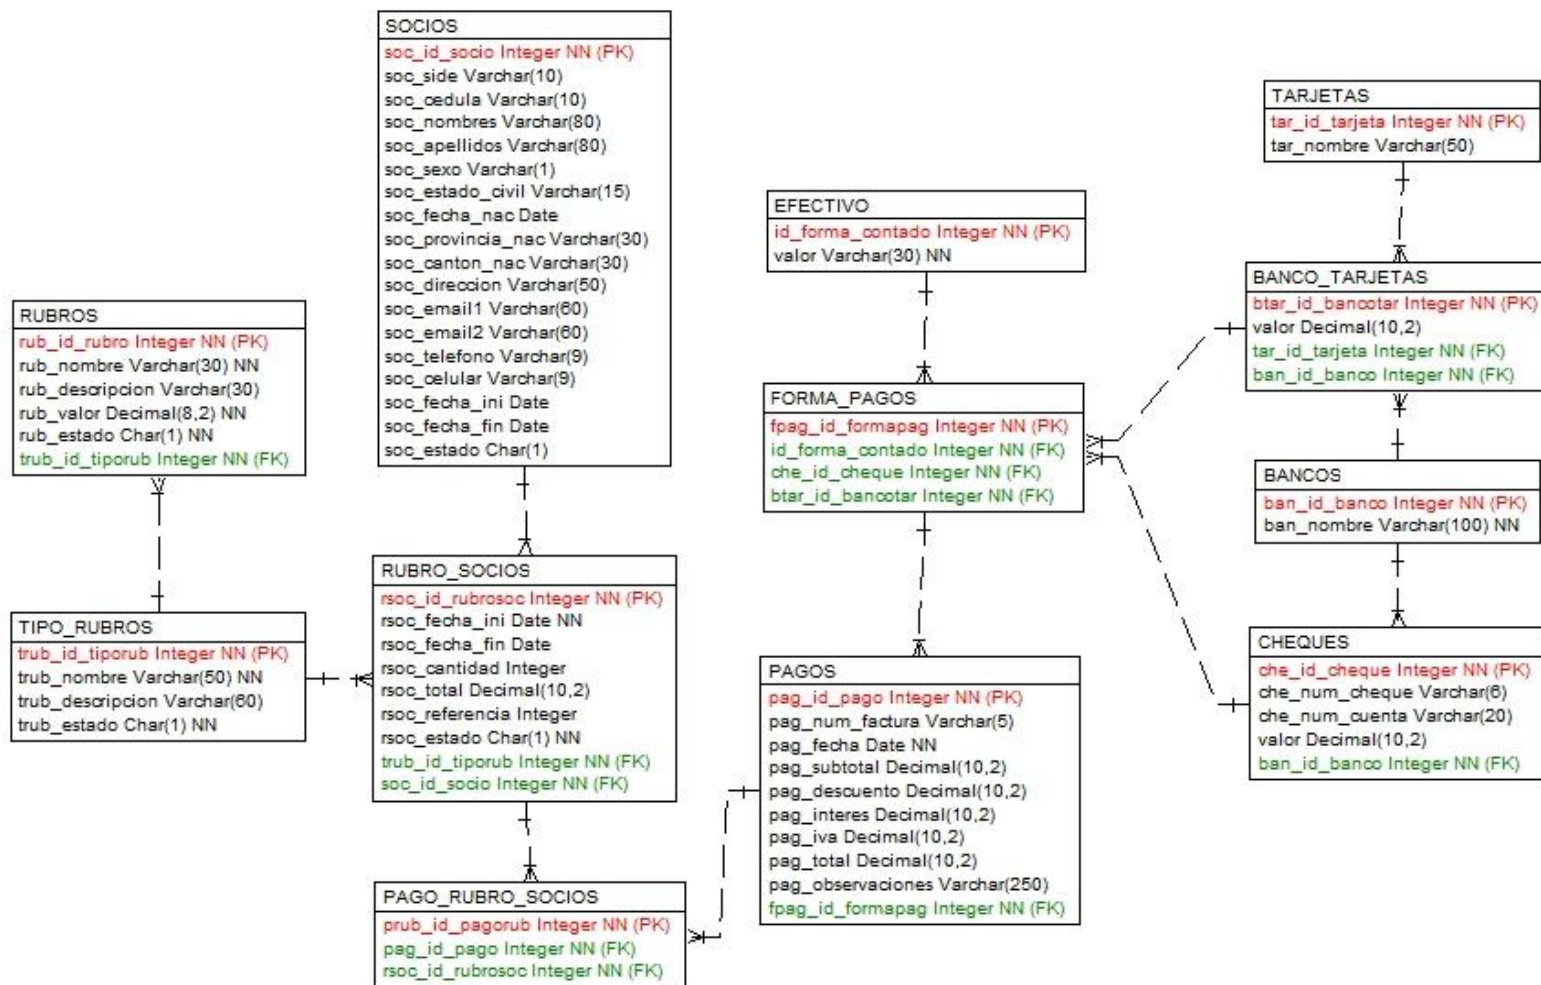 SOCIOS
soc_id_socio Integer NN (PK)
soc_side Varchar(10)
soc_cedula Varchar(10)
soc_nombres Varchar(80)
soc_apellidos Varchar(80)
soc_sexo Varchar(1)
soc_estado_civil Varchar(15)
soc_fecha_nac Date
soc_provincia_nac Varchar(30)
soc_canton_nac Varchar(30)
soc_direccion Varchar(50)
soc_email1 Varchar(60)
soc_email2 Varchar(60)
soc_telefono Varchar(9)
soc_celular Varchar(9)
soc_fecha_ini Date
soc_fecha_fin Date
soc_estado Char(1)
TARJETAS
tar_id_tarjeta Integer NN (PK)
tar_nombre Varchar(50)
EFECTIVO
id_forma_contado Integer NN (PK)
valor Varchar(30) NN
BANCO_TARJETAS
btar_id_bancotar Integer NN (PK)
valor Decimal(10,2)
tar_id_tarjeta Integer NN (FK)
ban_id_banco Integer NN (FK)
RUBROS
rub_id_rubro Integer NN (PK)
rub_nombre Varchar(30) NN
rub_descripcion Varchar(30)
rub_valor Decimal(8,2) NN
rub_estado Char(1) NN
trub_id_tiporub Integer NN (FK)
FORMA_PAGOS
fpag_id_formapag Integer NN (PK)
id_forma_contado Integer NN (FK)
che_id_cheque Integer NN (FK)
btar_id_bancotar Integer NN (FK)
BANCOS
ban_id_banco Integer NN (PK)
ban_nombre Varchar(100) NN
RUBRO_SOCIOS
rsoc_id_rubrosoc Integer NN (PK)
rsoc_fecha_ini Date NN
rsoc_fecha_fin Date
rsoc_cantidad Integer
rsoc_total Decimal(10,2)
rsoc_referencia Integer
rsoc_estado Char(1) NN
trub_id_tiporub Integer NN (FK)
soc_id_socio Integer NN (FK)
TIPO_RUBROS
trub_id_tiporub Integer NN (PK)
trub_nombre Varchar(50) NN
trub_descripcion Varchar(60)
trub_estado Char(1) NN
CHEQUES
che_id_cheque Integer NN (PK)
che_num_cheque Varchar(6)
che_num_cuenta Varchar(20)
valor Decimal(10,2)
ban_id_banco Integer NN (FK)
PAGOS
pag_id_pago Integer NN (PK)
pag_num_factura Varchar(5)
pag_fecha Date NN
pag_subtotal Decimal(10,2)
pag_descuento Decimal(10,2)
pag_interes Decimal(10,2)
pag_iva Decimal(10,2)
pag_total Decimal(10,2)
pag_observaciones Varchar(250)
fpag_id_formapag Integer NN (FK)
PAGO_RUBRO_SOCIOS
prub_id_pagorub Integer NN (PK)
pag_id_pago Integer NN (FK)
rsoc_id_rubrosoc Integer NN (FK)